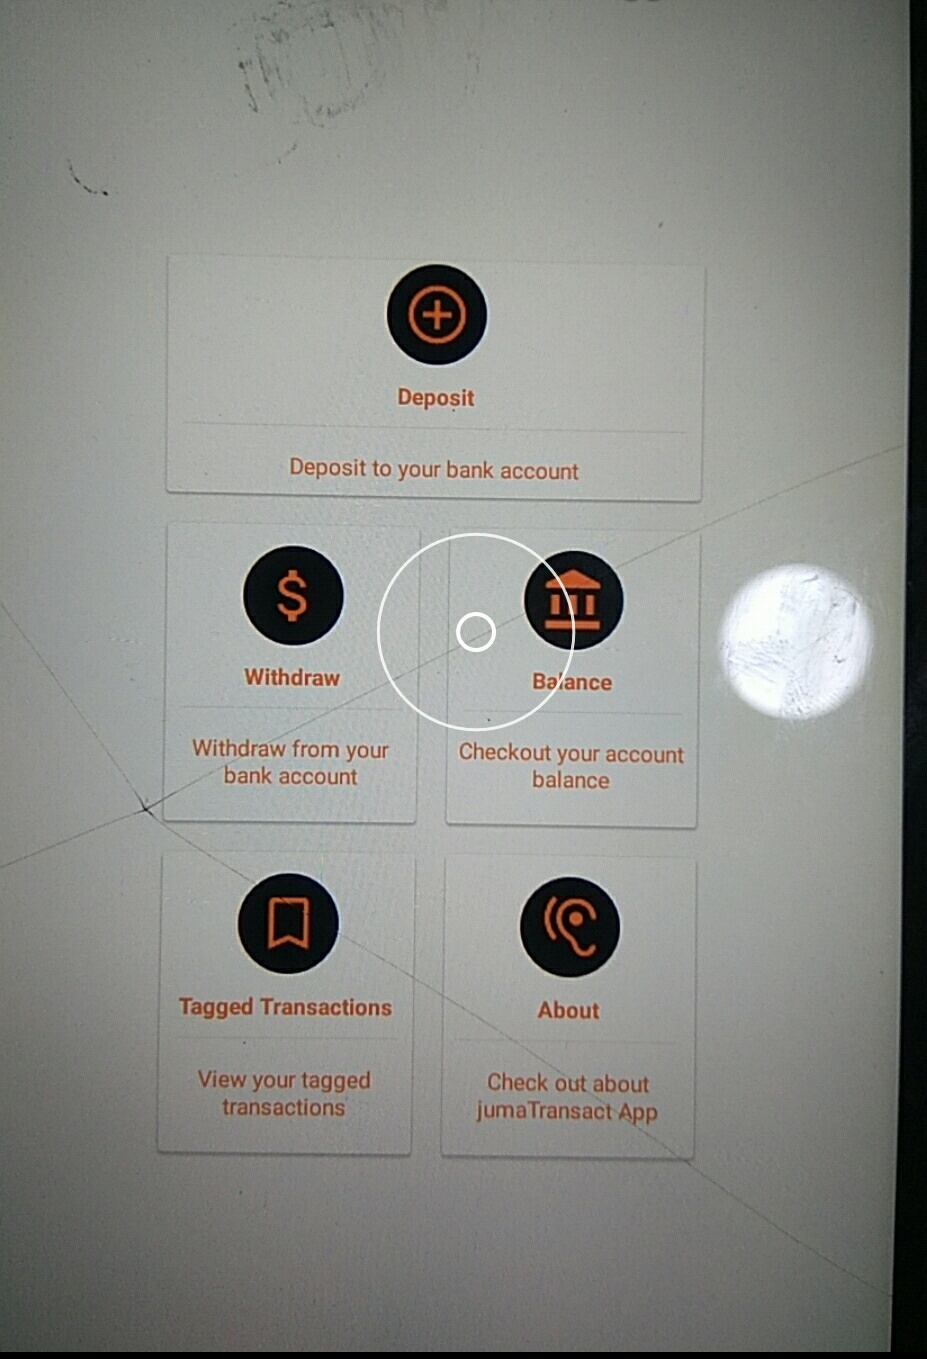 Deposit
Deposit to your bank account
Withdraw
Withdraw from your
bank account
Balance
Checkout your account
balance
Tagged Transactions
View your tagged
transactions
About
Check out about
jumaTransact App